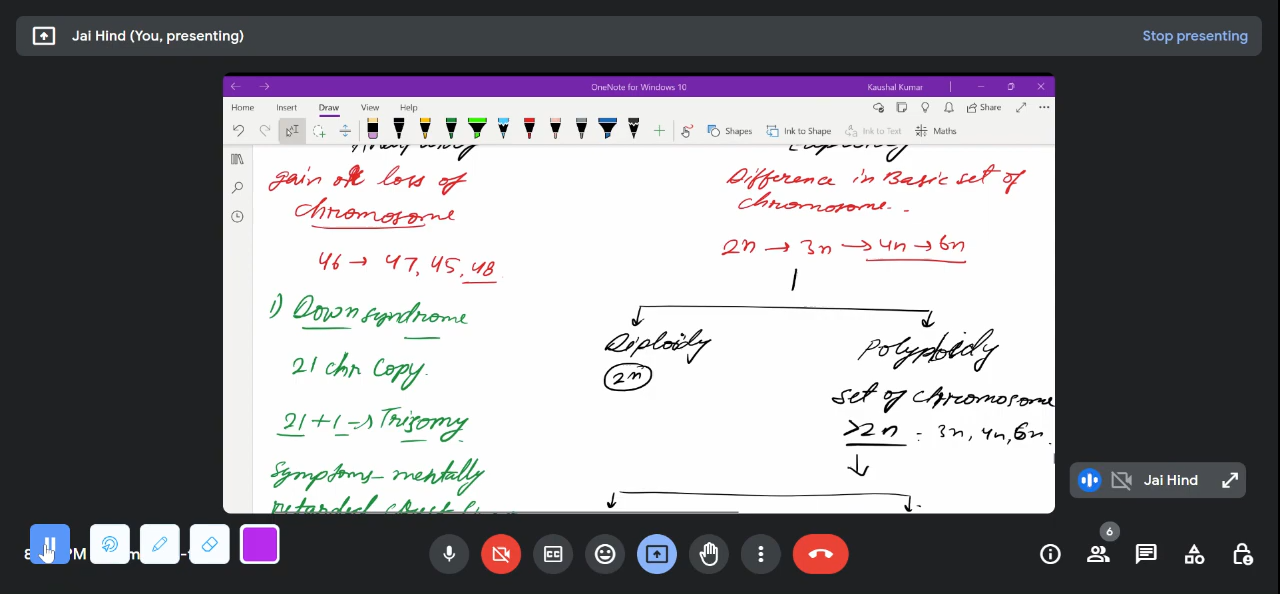 Jai Hind (You, presenting)
Stop presenting
OneNote for Windows 10
Kaushal Kumar
Home Insert Draw View Help
Share
Shapes Ink to Shape Ink to Text Maths
gain or loss of
chromosome
46 → 47, 45, 48
1) Down syndrome
21 chr copy.
21 + 1 → Trisomy
Symptoms - mentally
retarded
Difference in Basic set of
chromosome.
2n → 3n → 4n → 6n
Diploidy
2n
Polyploidy
set of chromosome
>2n = 3n, 4n, 6n.
Jai Hind
6